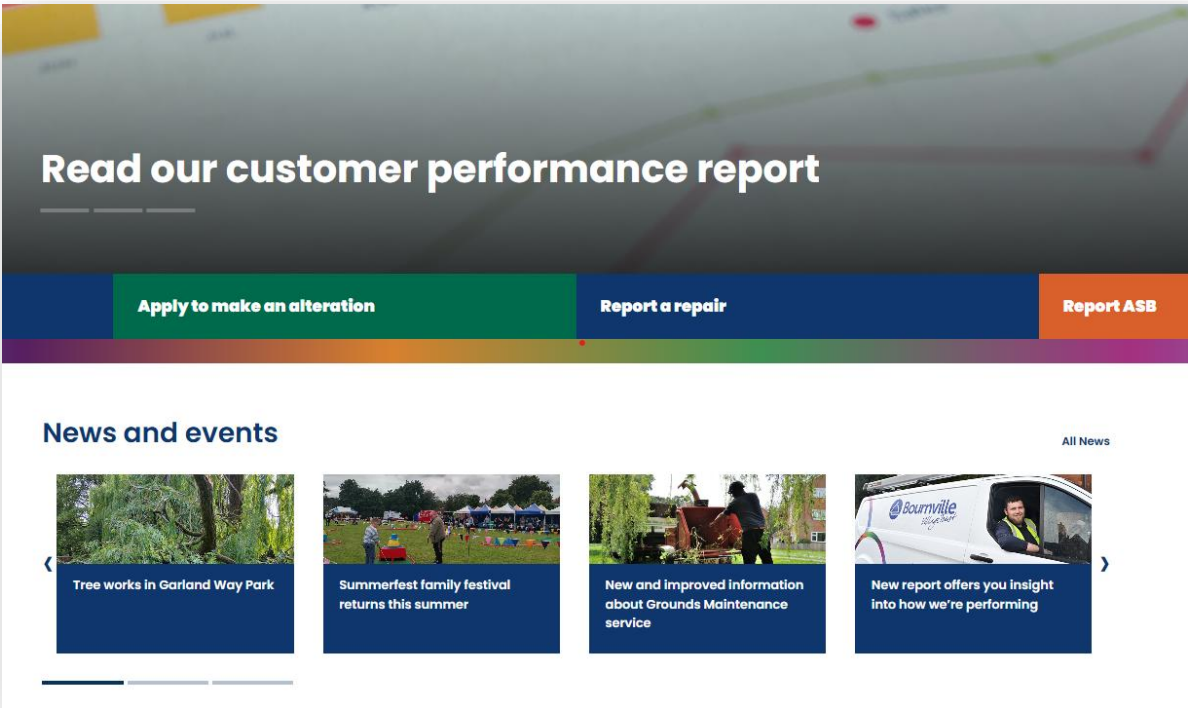 Read our customer performance report
Apply to make an alteration
Report a repair
Report ASB
News and events
All News
Tree works in Garland Way Park
Summerfest family festival
returns this summer
New and improved information
about Grounds Maintenance
service
Bournville
Village Trust
New report offers you insight
into how we're performing